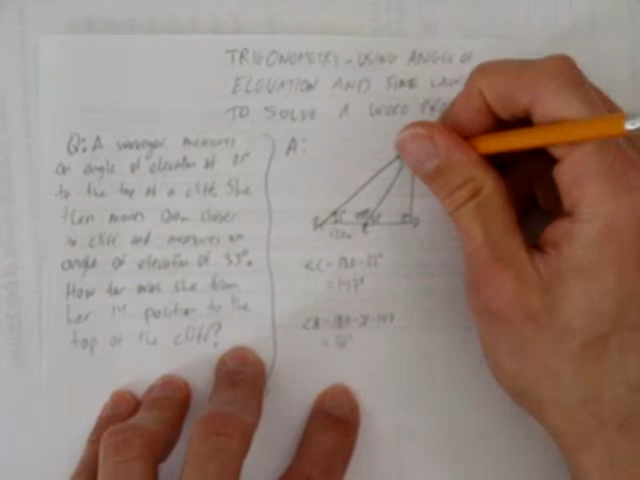 TRIGONOMETRY - USING ANGLE OF
ELEVATION AND SINE LAW
TO SOLVE A WORD
Q: A surveyor measures
an angle of elevation of 21°
to the top of a cliff. She
then moves 120m closer
to cliff and measures an
angle of elevation of 33°.
How far was she from
her 1st position to the
top of the cliff?
A:
120m
<C = 180-33°
= 147°
<A = 180-21-147
= 12°